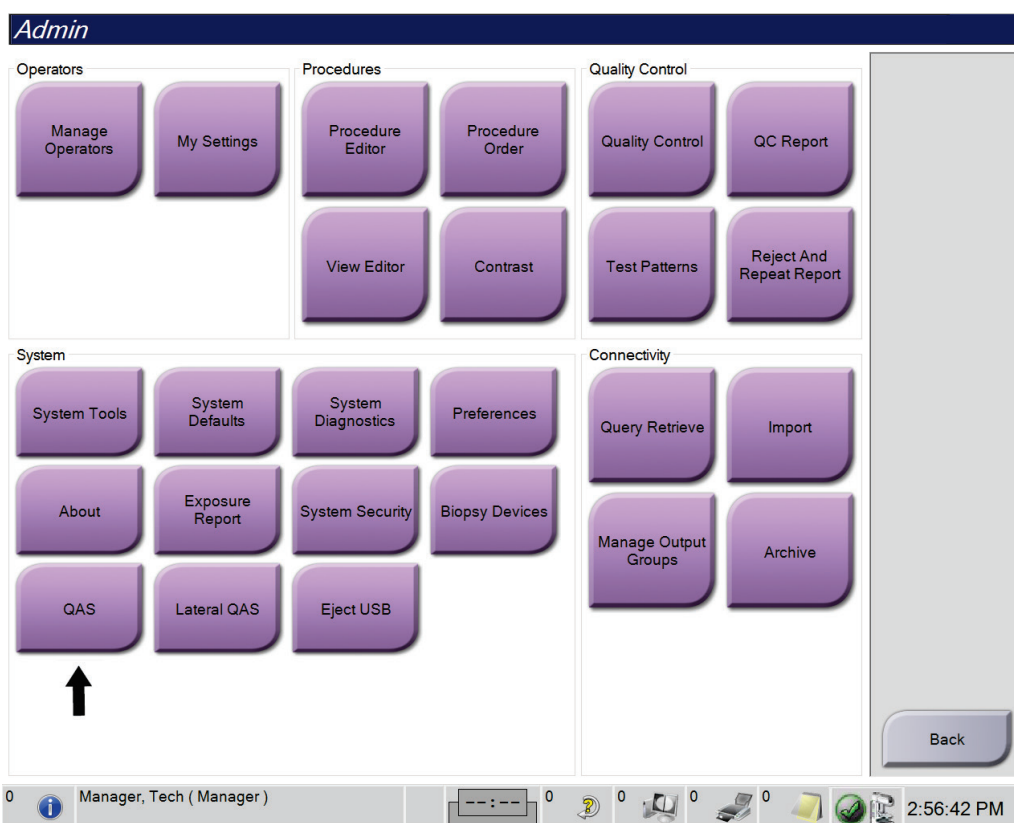 Admin
Operators
Manage
Operators
My Settings
Procedures
Procedure
Editor
Procedure
Order
View Editor
Contrast
Quality Control
Quality Control
QC Report
Test Patterns
Reject And
Repeat Report
System
System Tools
System
Defaults
System
Diagnostics
Preferences
About
Exposure
Report
System Security
Biopsy Devices
QAS
Lateral QAS
Eject USB
Connectivity
Query Retrieve
Import
Manage Output
Groups
Archive
Back
0
Manager, Tech ( Manager )
--:--
0
0
0
0
2:56:42 PM